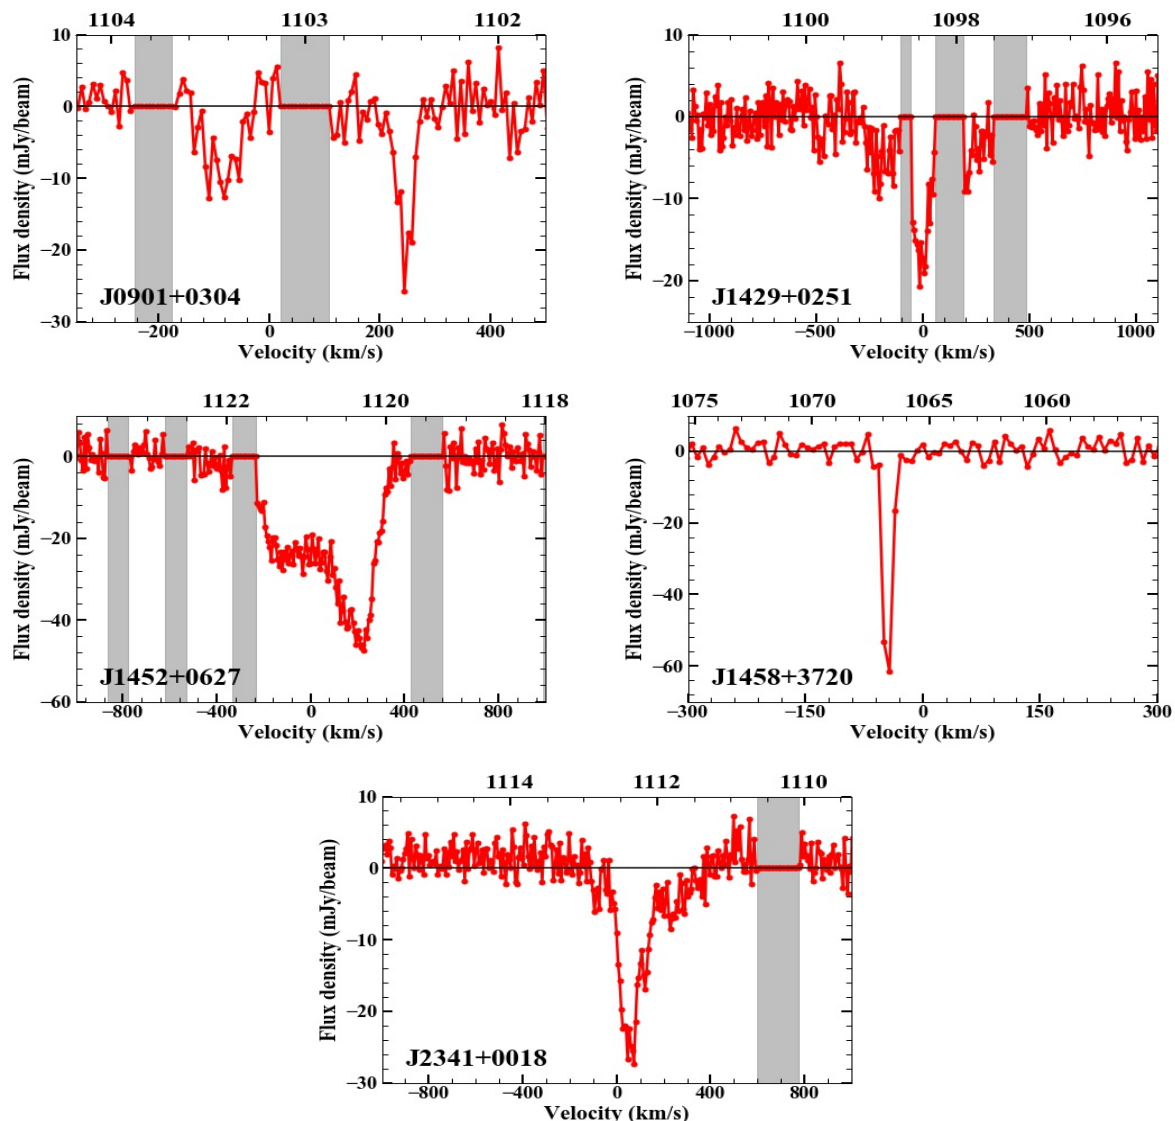 1104 1103 1102
10
0
−10
−20
−30
Flux density (mJy/beam)
J0901+0304
−200 0 200 400
Velocity (km/s)
1100 1098 1096
10
0
−10
−20
Flux density (mJy/beam)
J1429+0251
−1000 −500 0 500 1000
Velocity (km/s)
1122 1120 1118
0
−20
−40
−60
Flux density (mJy/beam)
J1452+0627
−800 −400 0 400 800
Velocity (km/s)
1075 1070 1065 1060
0
−20
−40
−60
Flux density (mJy/beam)
J1458+3720
−300 −150 0 150 300
Velocity (km/s)
1114 1112 1110
10
0
−10
−20
−30
Flux density (mJy/beam)
J2341+0018
−800 −400 0 400 800
Velocity (km/s)